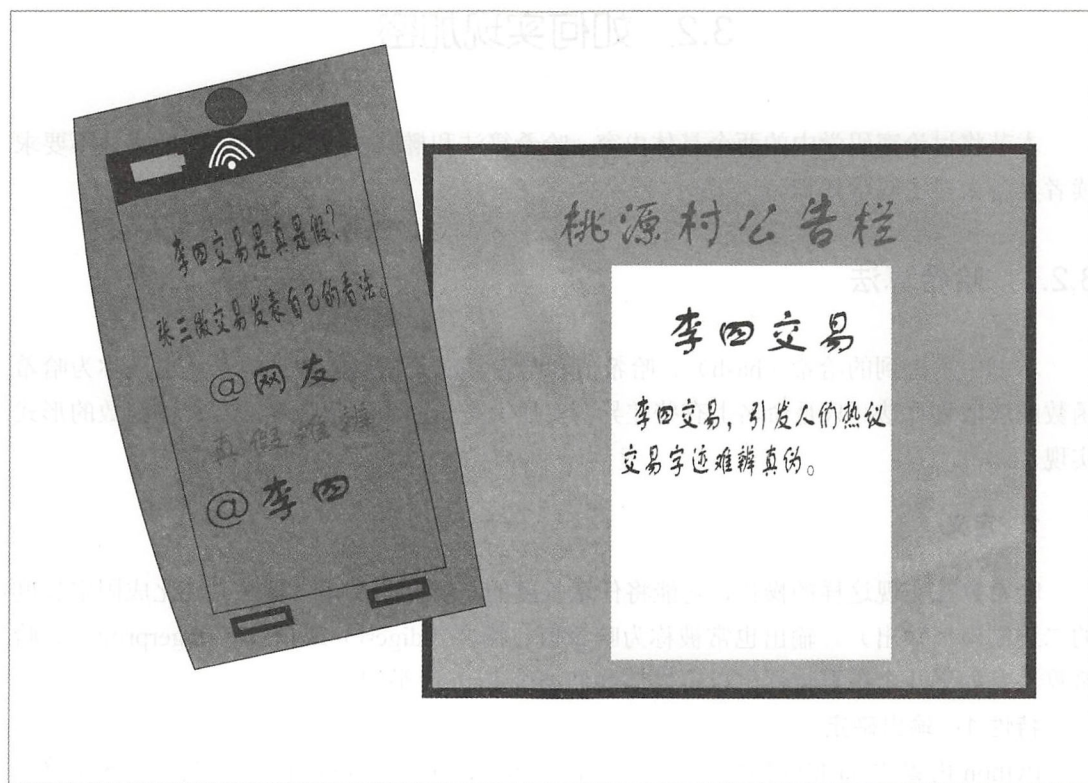 李四交易是真是假？
张三做交易发表自己的看法。
@网友
真假难辨
@李四
桃源村公告栏
李四交易
李四交易，引发人们热议
交易字迹难辨真伪。